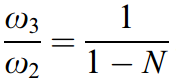 ω₃/ω₂ = 1/(1 − N)